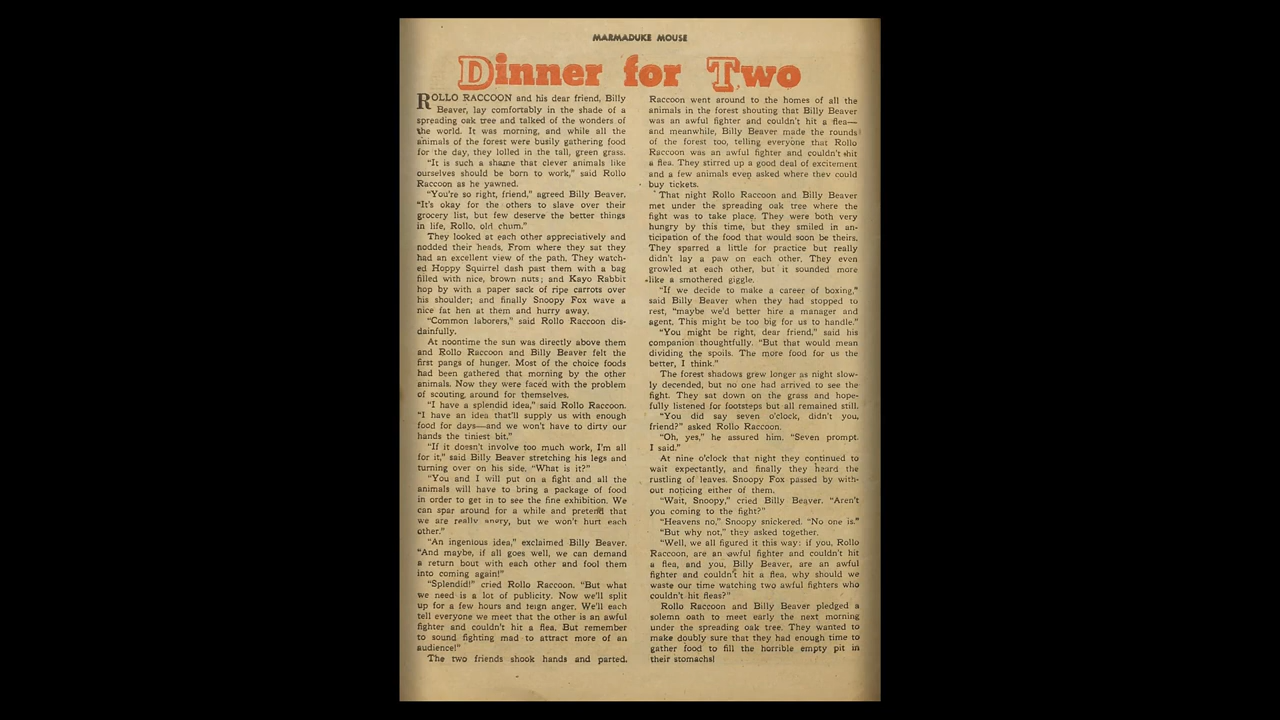 MARMADUKE MOUSE
Dinner for Two
ROLLO RACCOON and his dear friend, Billy
Beaver, lay comfortably in the shade of a
spreading oak tree and talked of the wonders of
the world. It was morning, and while all the
animals of the forest were busily gathering food
for the day, they lolled in the tall, green grass.
"It is such a shame that clever animals like
ourselves should be born to work," said Rollo
Raccoon as he yawned.
"You're so right, friend," agreed Billy Beaver.
"It's okay for the others to slave over their
grocery list, but few deserve the better things
in life, Rollo, old chum."
They looked at each other appreciatively and
nodded their heads. From where they sat they
had an excellent view of the path. They watch-
ed Hoppy Squirrel dash past them with a bag
filled with nice, brown nuts; and Kayo Rabbit
hop by with a paper sack of ripe carrots over
his shoulder; and finally Snoopy Fox wave a
nice fat hen at them and hurry away.
"Common laborers," said Rollo Raccoon dis-
dainfully.
At noontime the sun was directly above them
and Rollo Raccoon and Billy Beaver felt the
first pangs of hunger. Most of the choice foods
had been gathered that morning by the other
animals. Now they were faced with the problem
of scouting around for themselves.
"I have a splendid idea," said Rollo Raccoon.
"I have an idea that'll supply us with enough
food for days—and we won't have to dirty our
hands the tiniest bit."
"If it doesn't involve too much work, I'm all
for it," said Billy Beaver stretching his legs and
turning over on his side. "What is it?"
"You and I will put on a fight and all the
animals will have to bring a package of food
in order to get in to see the fine exhibition. We
can spar around for a while and pretend that
we are really angry, but we won't hurt each
other."
"An ingenious idea," exclaimed Billy Beaver.
"And maybe, if all goes well, we can demand
a return bout with each other and fool them
into coming again!"
"Splendid!" cried Rollo Raccoon. "But what
we need is a lot of publicity. Now we'll split
up for a few hours and feign anger. We'll each
tell everyone we meet that the other is an awful
fighter and couldn't hit a flea. But remember
to sound fighting mad to attract more of an
audience!"
The two friends shook hands and parted.
Raccoon went around to the homes of all the
animals in the forest shouting that Billy Beaver
was an awful fighter and couldn't hit a flea—
and meanwhile, Billy Beaver made the rounds
of the forest too, telling everyone that Rollo
Raccoon was an awful fighter and couldn't hit
a flea. They stirred up a good deal of excitement
and a few animals even asked where they could
buy tickets.
That night Rollo Raccoon and Billy Beaver
met under the spreading oak tree where the
fight was to take place. They were both very
hungry by this time, but they smiled in an-
ticipation of the food that would soon be theirs.
They sparred a little for practice but really
didn't lay a paw on each other. They even
growled at each other, but it sounded more
like a smothered giggle.
"If we decide to make a career of boxing,"
said Billy Beaver when they had stopped to
rest, "maybe we'd better hire a manager and
agent. This might be too big for us to handle."
"You might be right, dear friend," said his
companion thoughtfully. "But that would mean
dividing the spoils. The more food for us the
better, I think."
The forest shadows grew longer as night slow-
ly decended, but no one had arrived to see the
fight. They sat down on the grass and hope-
fully listened for footsteps but all remained still.
"You did say seven o'clock, didn't you,
friend?" asked Rollo Raccoon.
"Oh, yes," he assured him. "Seven prompt.
I said."
At nine o'clock that night they continued to
wait expectantly, and finally they heard the
rustling of leaves. Snoopy Fox passed by with-
out noticing either of them.
"Wait, Snoopy," cried Billy Beaver. "Aren't
you coming to the fight?"
"Heavens no," Snoopy snickered. "No one is."
"But why not," they asked together.
"Well, we all figured it this way: if you, Rollo
Raccoon, are an awful fighter and couldn't hit
a flea, and you, Billy Beaver, are an awful
fighter and couldn't hit a flea, why should we
waste our time watching two awful fighters who
couldn't hit fleas?"
Rollo Raccoon and Billy Beaver pledged a
solemn oath to meet early the next morning
under the spreading oak tree. They wanted to
make doubly sure that they had enough time to
gather food to fill the horrible empty pit in
their stomachs!